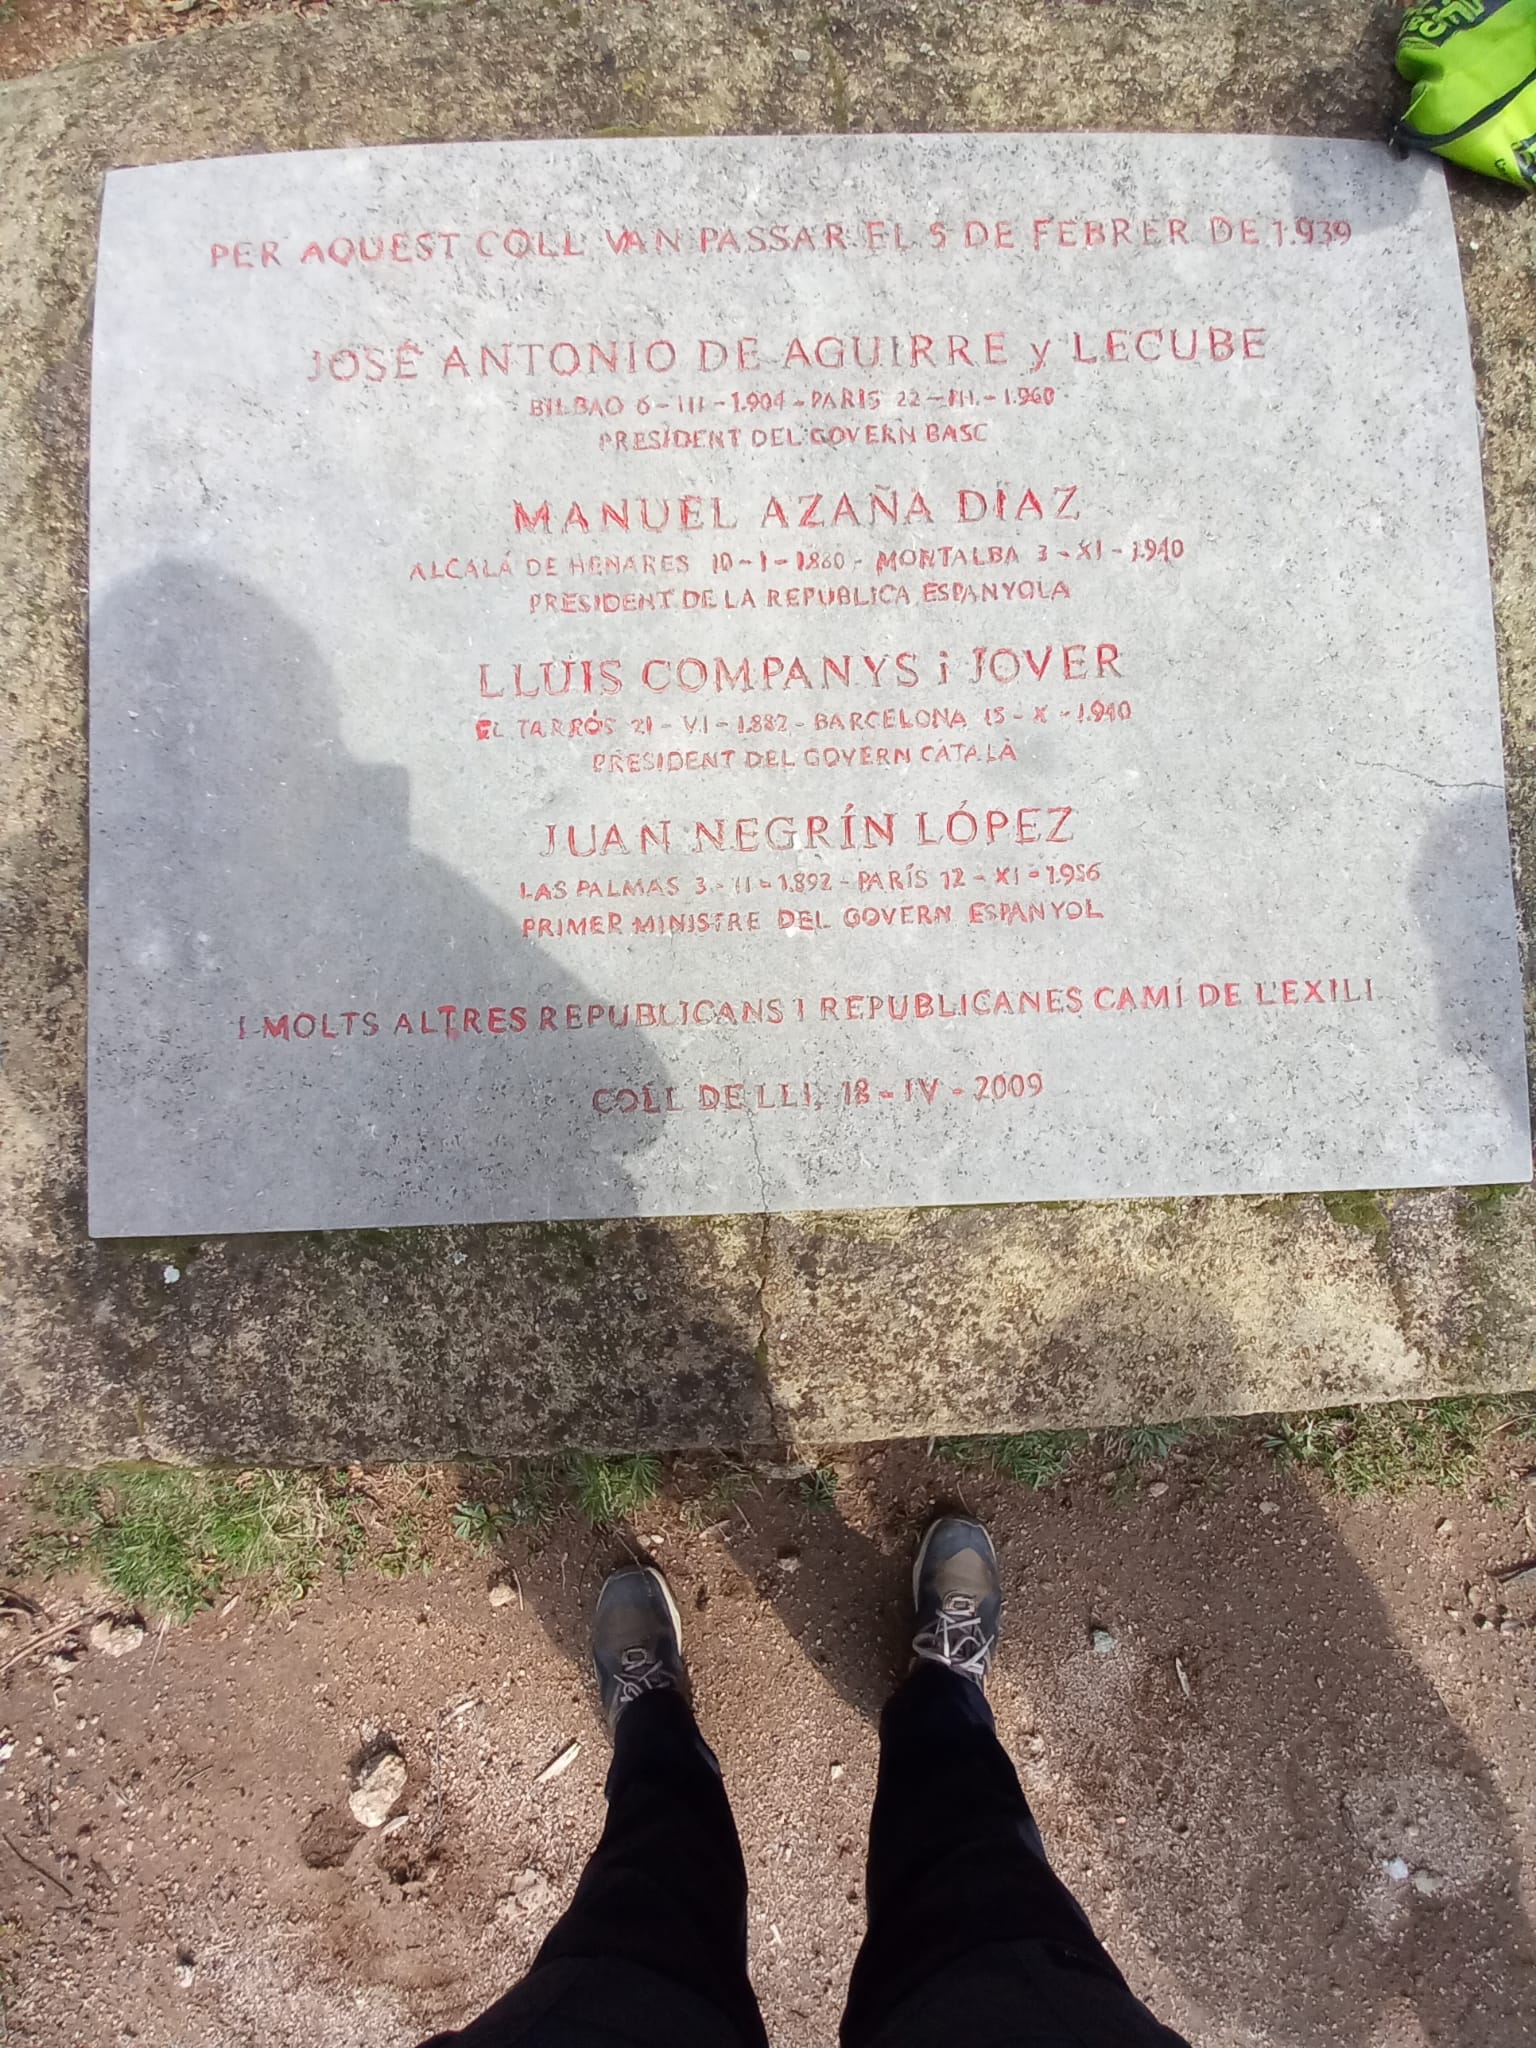 PER AQUEST COLL VAN PASSAR EL 5 DE FEBRER DE 1.939
JOSÉ ANTONIO DE AGUIRRE y LECUBE
BILBAO 6-III-1.904-PARIS 22-III.-1.960
PRESIDENT DEL GOVERN BASC
MANUEL AZAÑA DIAZ
ALCALÁ DE HENARES 10-I-1.880- MONTALBA 3-XI-1.940
PRESIDENT DE LA REPUBLICA ESPANYOLA
LLUIS COMPANYS i JOVER
EL TARRÓS 21-VI-1.882-BARCELONA 15-X-1.940
PRESIDENT DEL GOVERN CATALÀ
JUAN NEGRÍN LÓPEZ
LAS PALMAS 3-II-1.892-PARÍS 12-XI-1.956
PRIMER MINISTRE DEL GOVERN ESPANYOL
I MOLTS ALTRES REPUBLICANS I REPUBLICANES CAMÍ DE L'EXILI
COLL DE LLI, 18-IV-2009